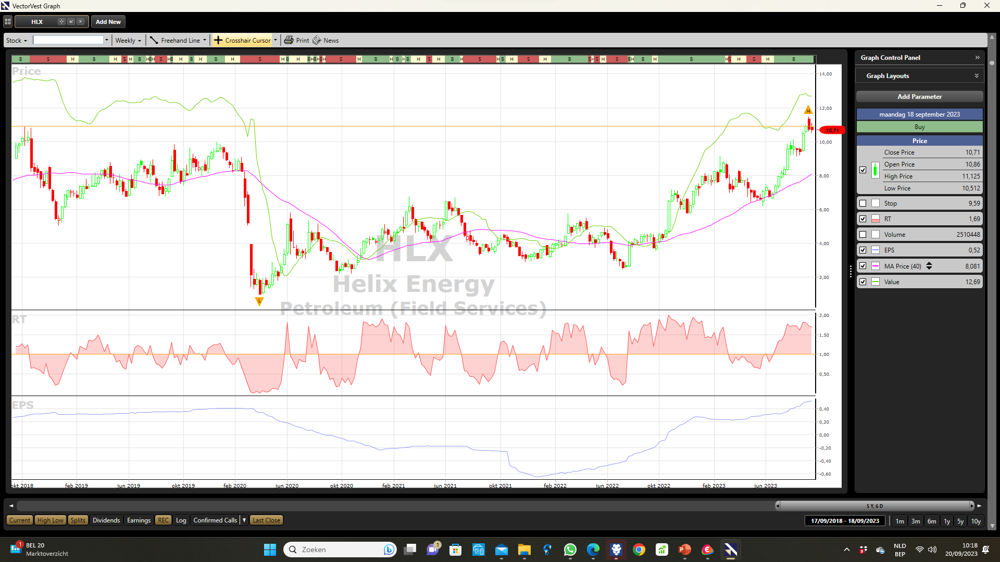 VectorVest Graph
HLX
Add New
Stock
Weekly
Freehand Line
Crosshair Cursor
Print
News
Price
14,00
12,00
10,00
8,00
6,00
4,00
2,00
H
10,71
L
HLX
Helix Energy
Petroleum (Field Services)
RT
2,00
1,50
1,00
0,50
EPS
0,40
0,20
0,00
-0,20
-0,40
-0,60
okt 2018 feb 2019 jun 2019 okt 2019 feb 2020 jun 2020 okt 2020 feb 2021 jun 2021 okt 2021 feb 2022 jun 2022 okt 2022 feb 2023 jun 2023
Graph Control Panel
Graph Layouts
Add Parameter
maandag 18 september 2023
Buy
Price
Close Price 10,71
Open Price 10,86
High Price 11,125
Low Price 10,512
Stop 9,59
RT 1,69
Volume 2510448
EPS 0,52
MA Price (40) 8,081
Value 12,69
5 Y, 6 D
Current High Low Splits Dividends Earnings REC Log Confirmed Calls Last Close
17/09/2018 - 18/09/2023 1m 3m 6m 1y 5y 10y
1
BEL 20
Marktoverzicht
Zoeken
1
NLD
BEP
10:18
20/09/2023